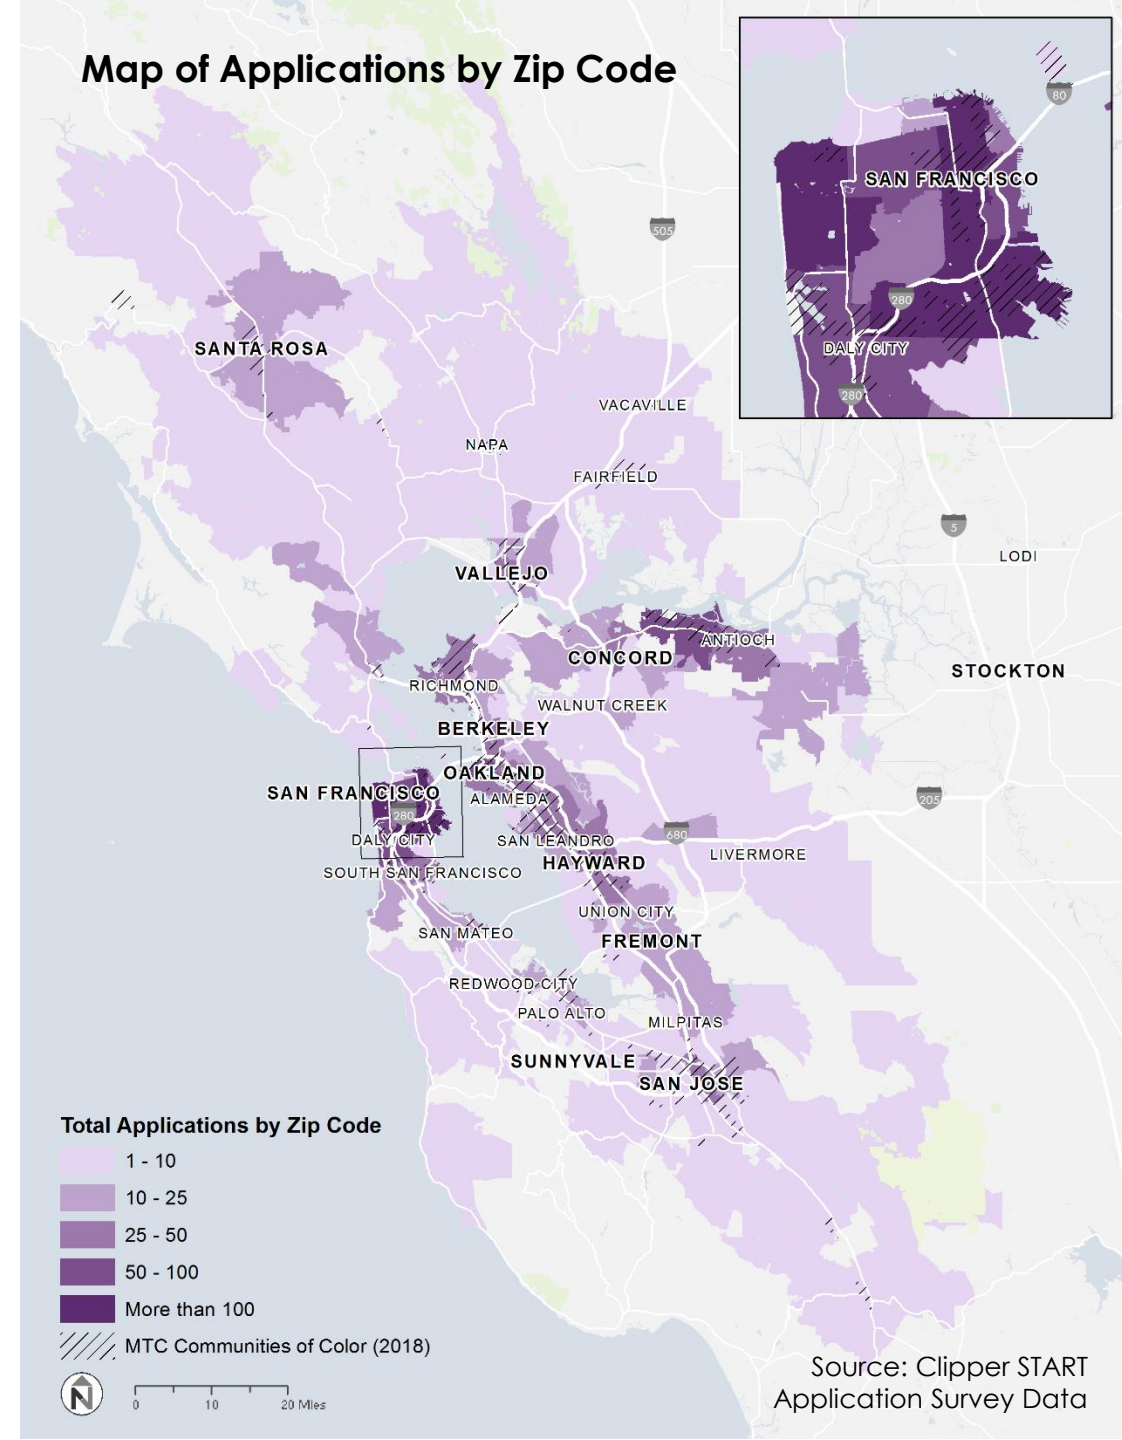 Map of Applications by Zip Code
80
SAN FRANCISCO
280
DALY CITY
280
505
SANTA ROSA
VACAVILLE
NAPA
FAIRFIELD
5
LODI
VALLEJO
ANTIOCH
CONCORD
STOCKTON
RICHMOND
WALNUT CREEK
BERKELEY
OAKLAND
SAN FRANCISCO
ALAMEDA
205
280
680
DALY CITY
SAN LEANDRO
LIVERMORE
HAYWARD
SOUTH SAN FRANCISCO
UNION CITY
SAN MATEO
FREMONT
REDWOOD CITY
PALO ALTO
MILPITAS
SUNNYVALE
SAN JOSE
Total Applications by Zip Code
1 - 10
10 - 25
25 - 50
50 - 100
More than 100
MTC Communities of Color (2018)
N
0 10 20 Miles
Source: Clipper START
Application Survey Data